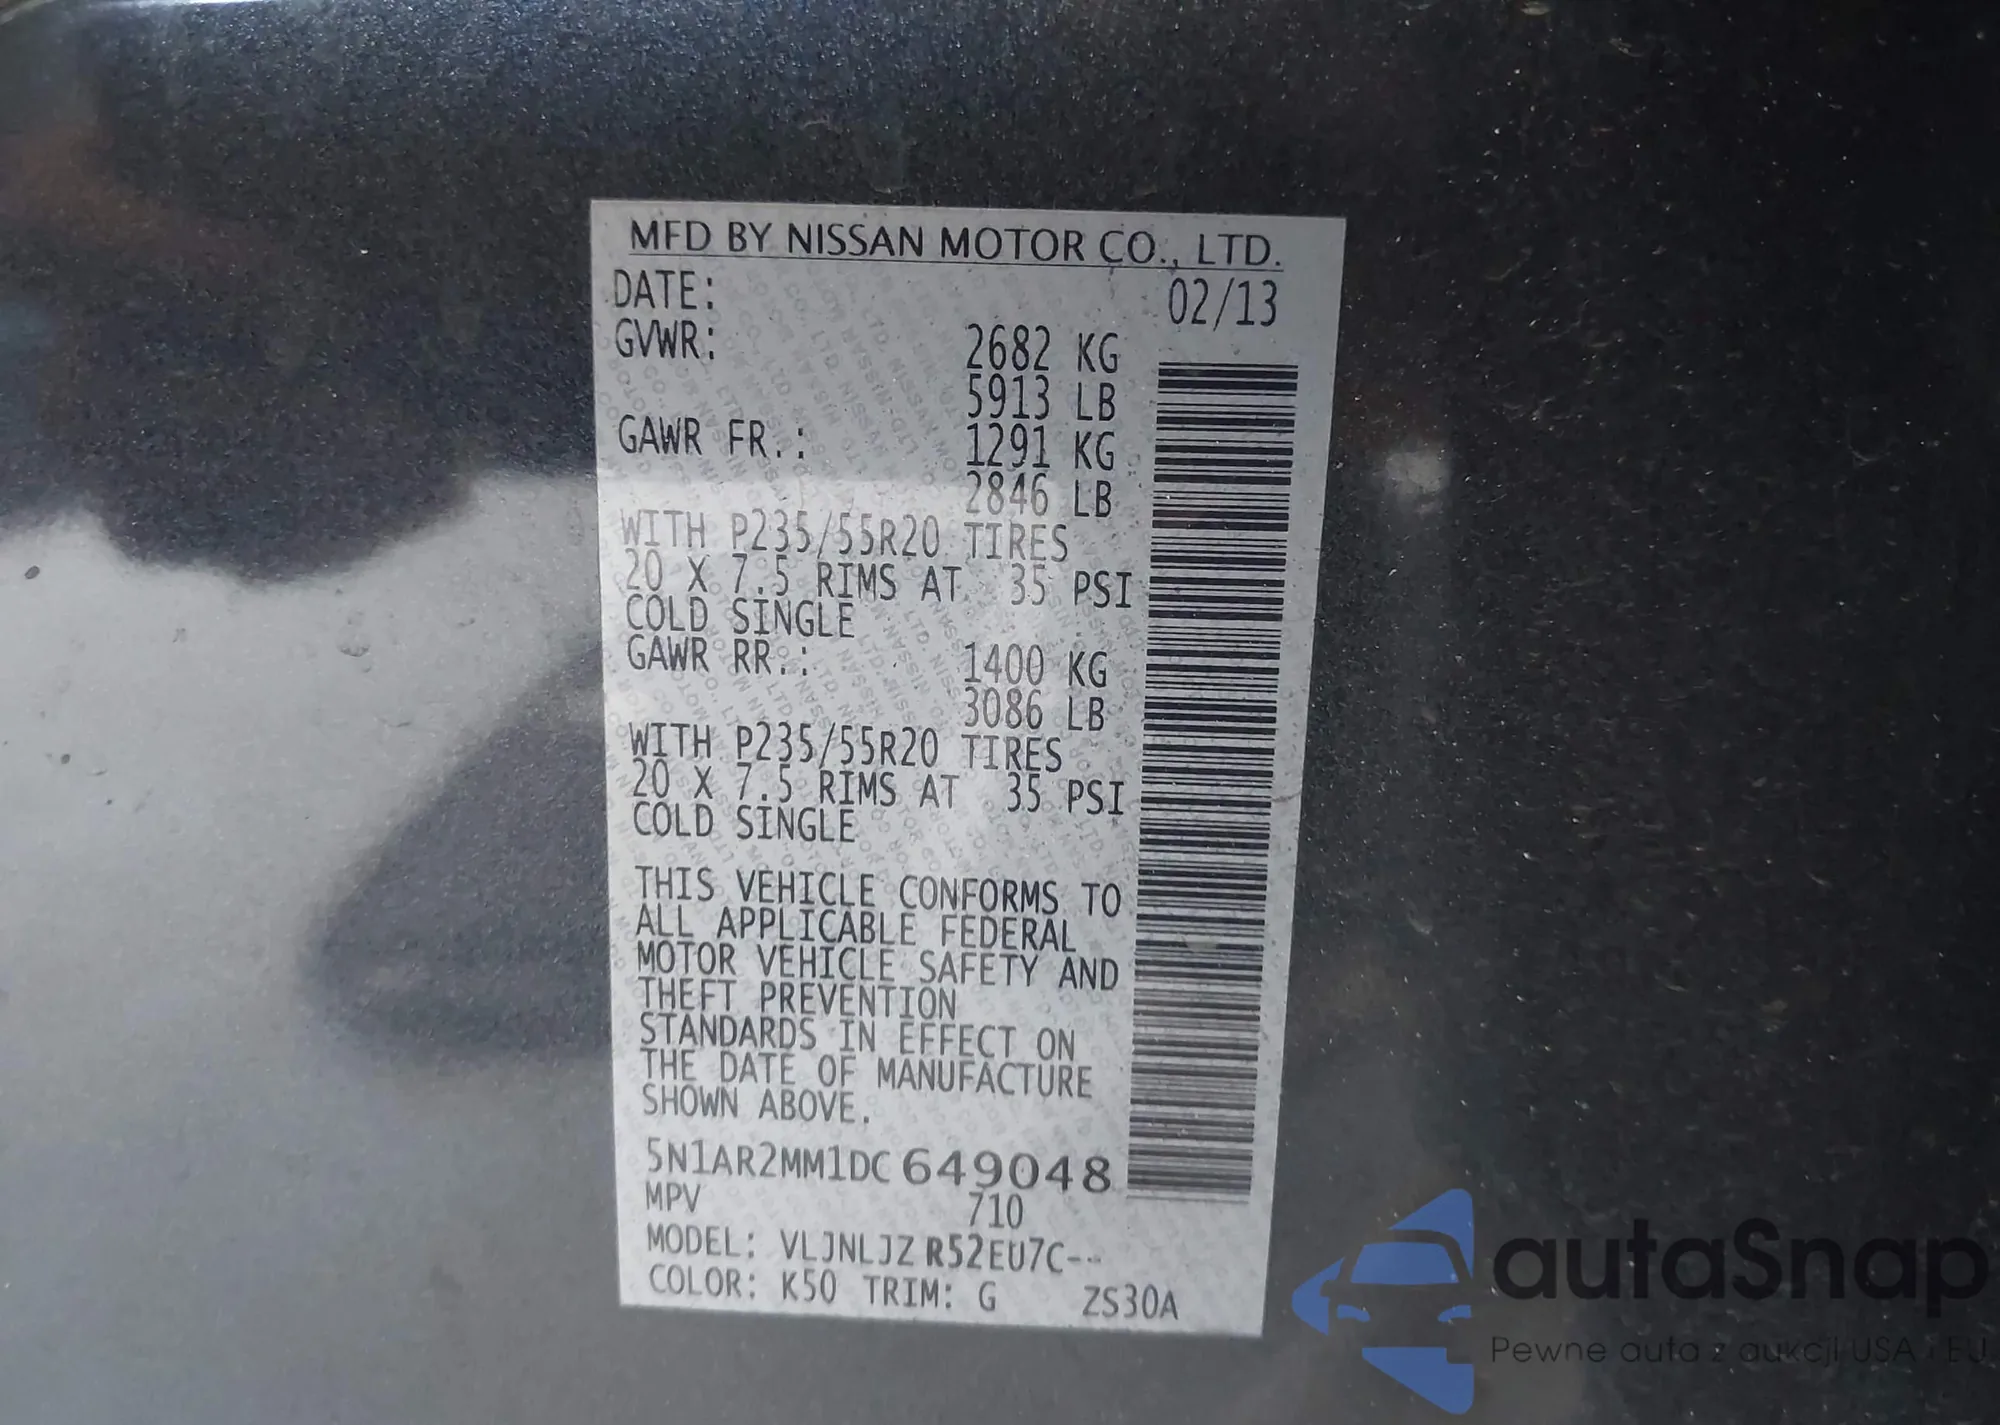 MFD BY NISSAN MOTOR CO., LTD.
DATE: 02/13
GVWR: 2682 KG
5913 LB
GAWR FR.: 1291 KG
2846 LB
WITH P235/55R20 TIRES
20 X 7.5 RIMS AT 35 PSI
COLD SINGLE
GAWR RR.: 1400 KG
3086 LB
WITH P235/55R20 TIRES
20 X 7.5 RIMS AT 35 PSI
COLD SINGLE
THIS VEHICLE CONFORMS TO
ALL APPLICABLE FEDERAL
MOTOR VEHICLE SAFETY AND
THEFT PREVENTION
STANDARDS IN EFFECT ON
THE DATE OF MANUFACTURE
SHOWN ABOVE.
5N1AR2MM1DC649048
MPV 710
MODEL: VLJNLJZ R52EU7C--
COLOR: K50 TRIM: G ZS30A
autaSnap
Pewne auta z aukcji USA i EU